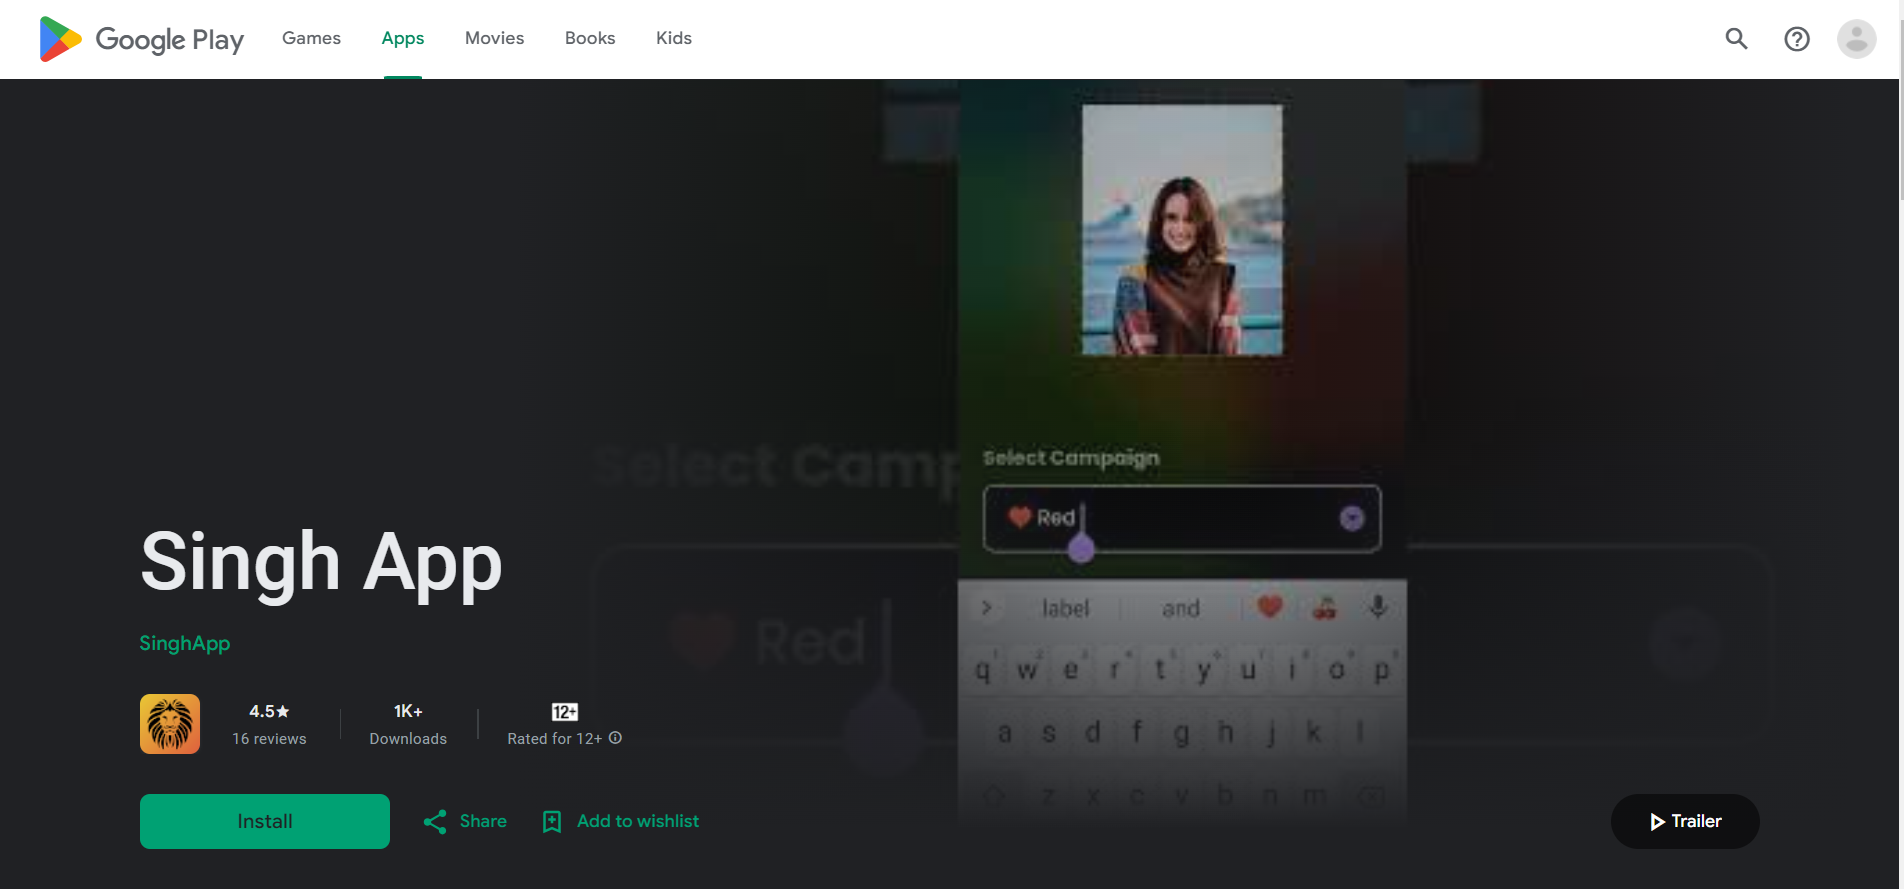 Google Play
Games
Apps
Movies
Books
Kids
Select Campaign
Red
Select Camp
Red
label
and
q w e r t y u i o p
a s d f g h j k l
z x c v b n m
Singh App
SinghApp
4.5★
16 reviews
1K+
Downloads
12+
Rated for 12+
Install
Share
Add to wishlist
Trailer